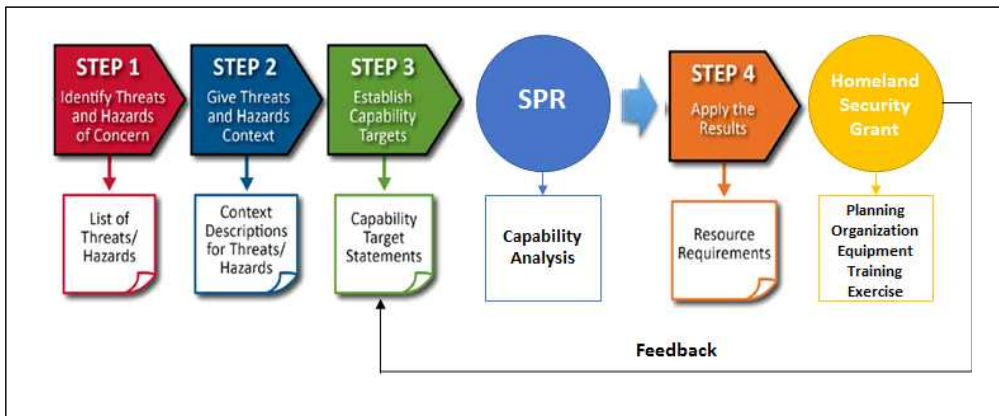 STEP 1
Identify Threats
and Hazards
of Concern
STEP 2
Give Threats
and Hazards
Context
STEP 3
Establish
Capability
Targets
SPR
STEP 4
Apply the
Results
Homeland
Security
Grant
List of
Threats/
Hazards
Context
Descriptions
for Threats/
Hazards
Capability
Target
Statements
Capability
Analysis
Resource
Requirements
Planning
Organization
Equipment
Training
Exercise
Feedback